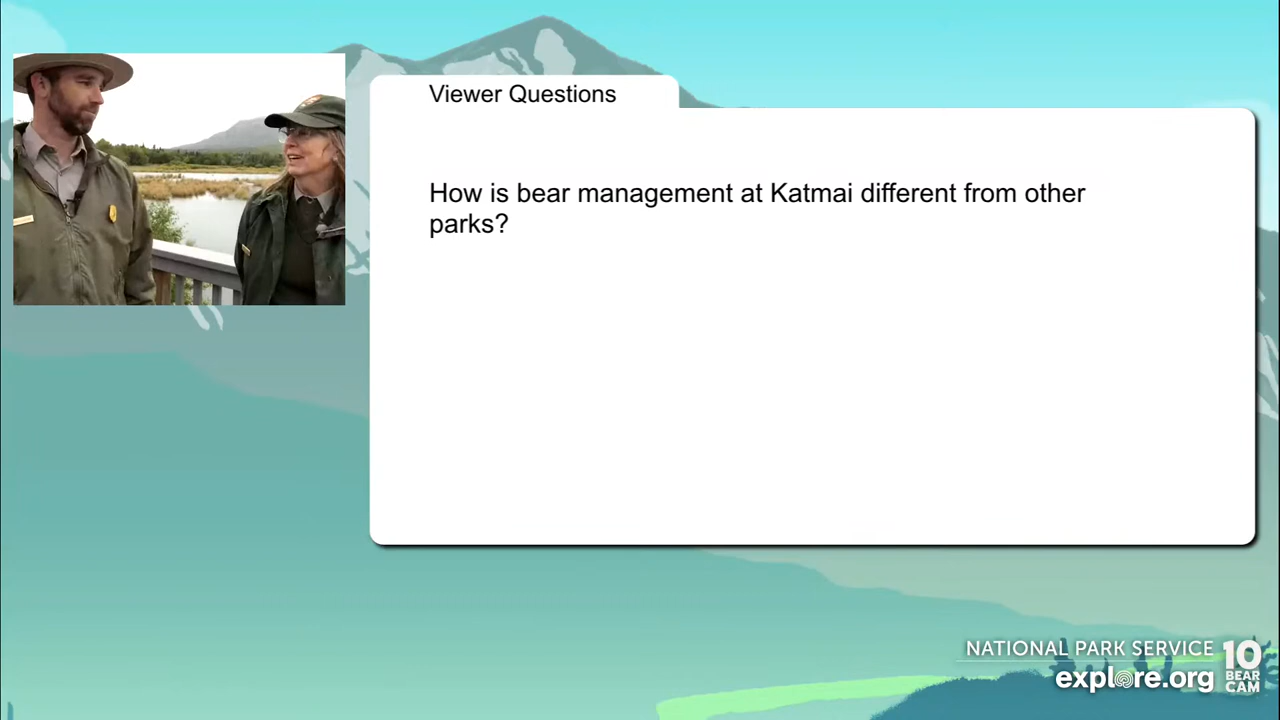 Viewer Questions
How is bear management at Katmai different from other
parks?
NATIONAL PARK SERVICE
explore.org
10
BEAR
CAM